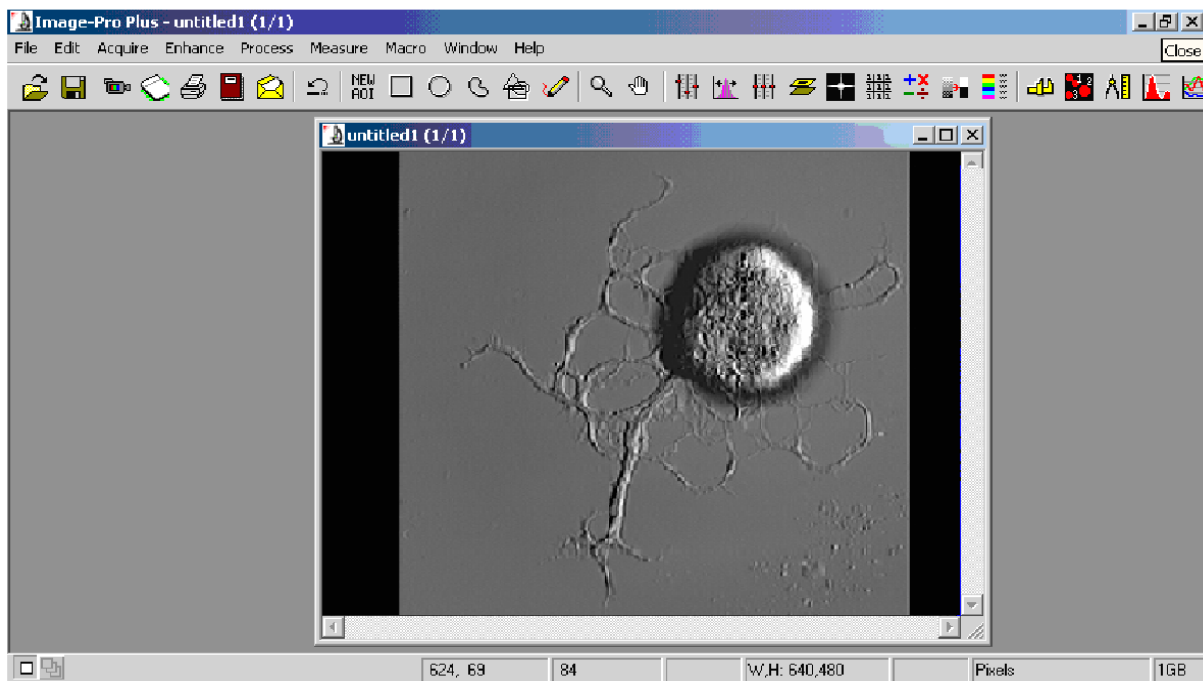 Image-Pro Plus - untitled1 (1/1)
File Edit Acquire Enhance Process Measure Macro Window Help
Close
NEW AOI
untitled1 (1/1)
624, 69 84 W,H: 640,480 Pixels 1GB